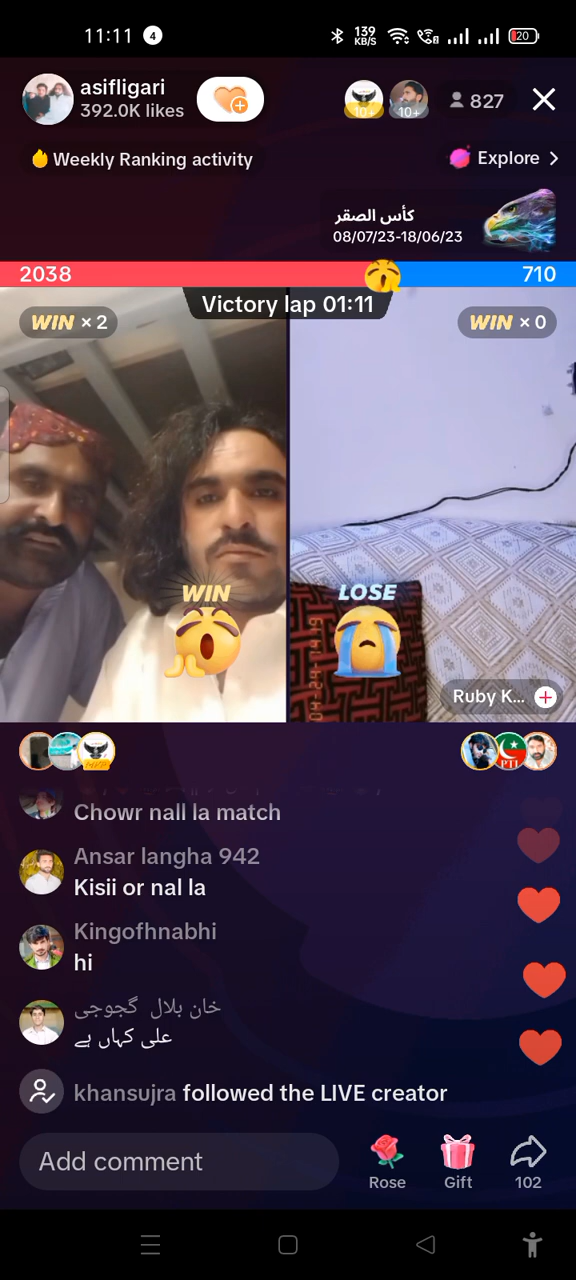 11:11 4 139 KB/S 2 20
asifligari
392.0K likes
10+ 10+ 827
Weekly Ranking activity
Explore >
كأس الصقر
08/07/23-18/06/23
2038 710
Victory lap 01:11
WIN × 2 WIN × 0
WIN LOSE
Ruby K...
PTI
Chowr nall la match
Ansar langha 942
Kisii or nal la
Kingofhnabhi
hi
خان بلال گجوجی
علی کہاں ہے
khansujra followed the LIVE creator
Add comment
Rose Gift 102